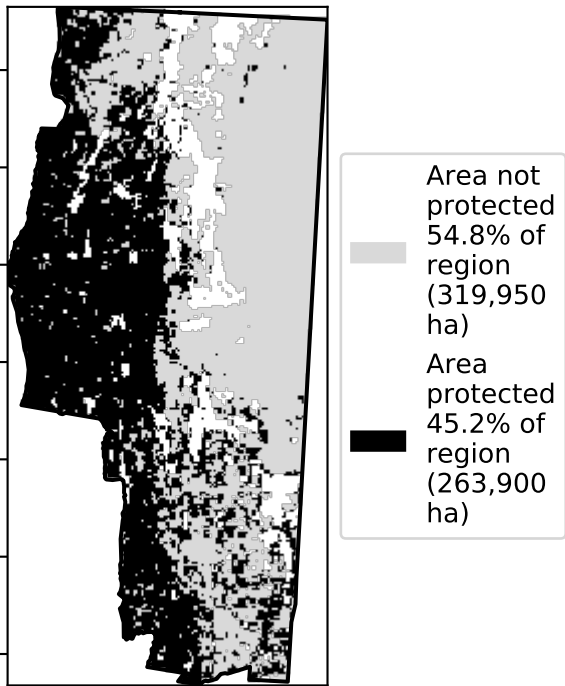 Area not
protected
54.8% of
region
(319,950
ha)
Area
protected
45.2% of
region
(263,900
ha)